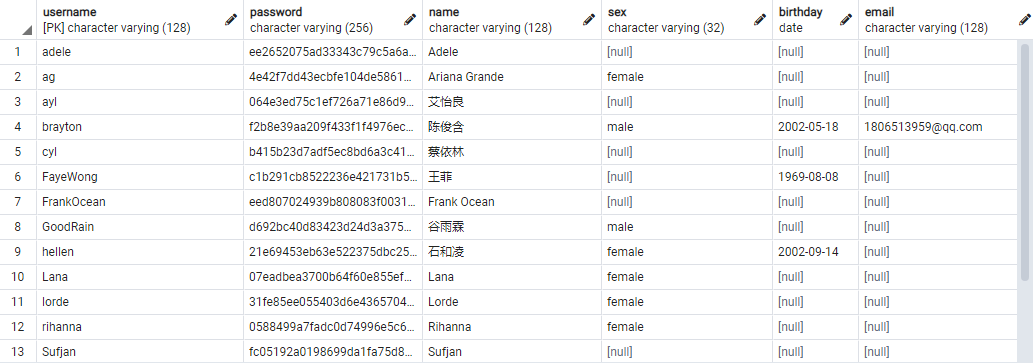 username password name sex birthday email
[PK] character varying (128) character varying (256) character varying (128) character varying (32) date character varying (128)
1 adele ee2652075ad33343c79c5a6a... Adele [null] [null] [null]
2 ag 4e42f7dd43ecbfe104de5861... Ariana Grande female [null] [null]
3 ayl 064e3ed75c1ef726a71e86d9... 艾怡良 [null] [null] [null]
4 brayton f2b8e39aa209f433f1f4976ec... 陈俊含 male 2002-05-18 1806513959@qq.com
5 cyl b415b23d7adf5ec8bd6a3c41... 蔡依林 [null] [null] [null]
6 FayeWong c1b291cb8522236e421731b5... 王菲 [null] 1969-08-08 [null]
7 FrankOcean eed807024939b808083f0031... Frank Ocean [null] [null] [null]
8 GoodRain d692bc40d83423d24d3a375... 谷雨霖 male [null] [null]
9 hellen 21e69453eb63e522375dbc25... 石和凌 female 2002-09-14 [null]
10 Lana 07eadbea3700b64f60e855ef... Lana female [null] [null]
11 lorde 31fe85ee055403d6e4365704... Lorde female [null] [null]
12 rihanna 0588499a7fadc0d74996e5c6... Rihanna female [null] [null]
13 Sufjan fc05192a0198699da1fa75d8... Sufjan [null] [null] [null]